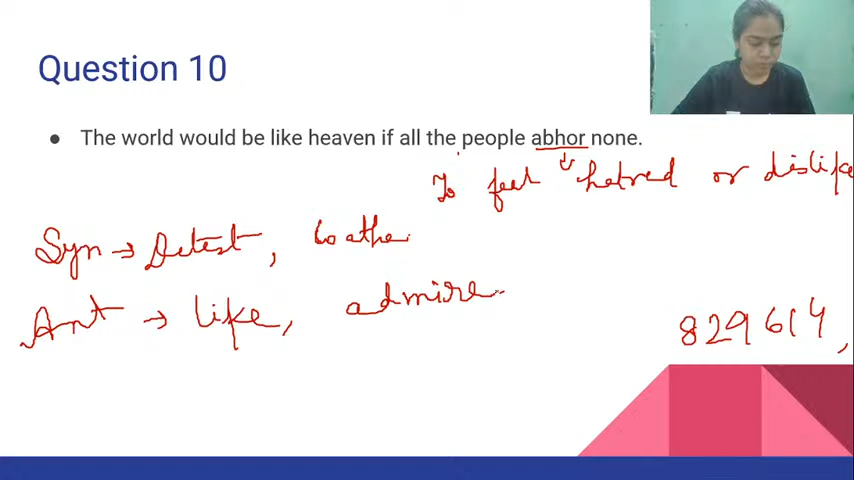 Question 10
● The world would be like heaven if all the people abhor none.
To feel hatred or dislike
Syn → Detest, loathe
Ant → like, admire
829614,